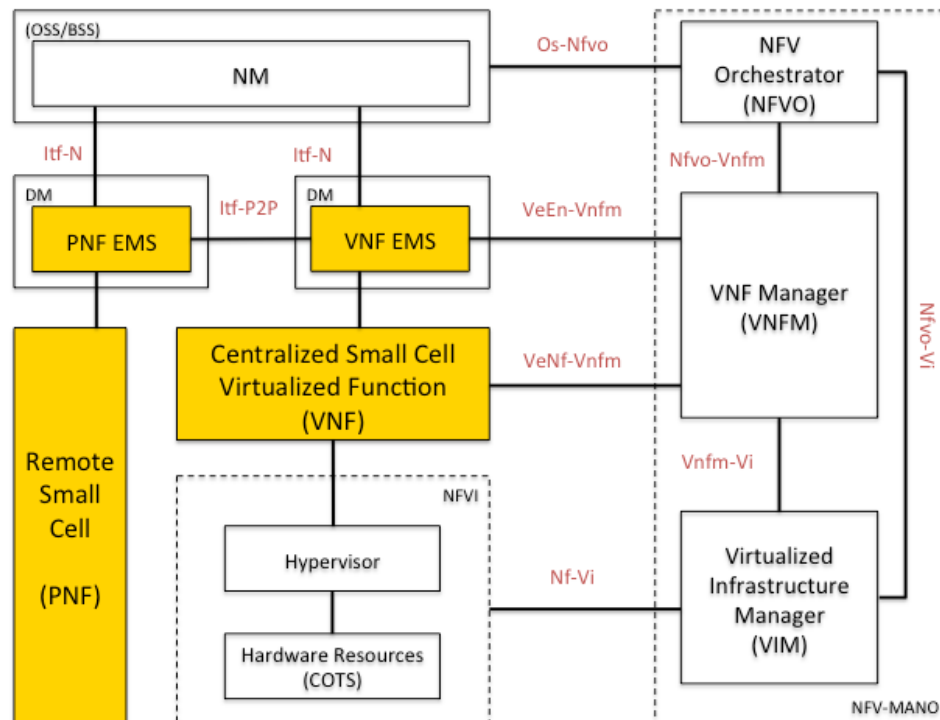 (OSS/BSS)
NM
Os-Nfvo
NFV
Orchestrator
(NFVO)
Itf-N
Itf-N
Nfvo-Vnfm
DM
PNF EMS
Itf-P2P
DM
VNF EMS
VeEn-Vnfm
VNF Manager
(VNFM)
Nfvo-Vi
Centralized Small Cell
Virtualized Function
(VNF)
VeNf-Vnfm
Remote
Small
Cell
(PNF)
Vnfm-Vi
NFVI
Hypervisor
Hardware Resources
(COTS)
Nf-Vi
Virtualized
Infrastructure
Manager
(VIM)
NFV-MANO